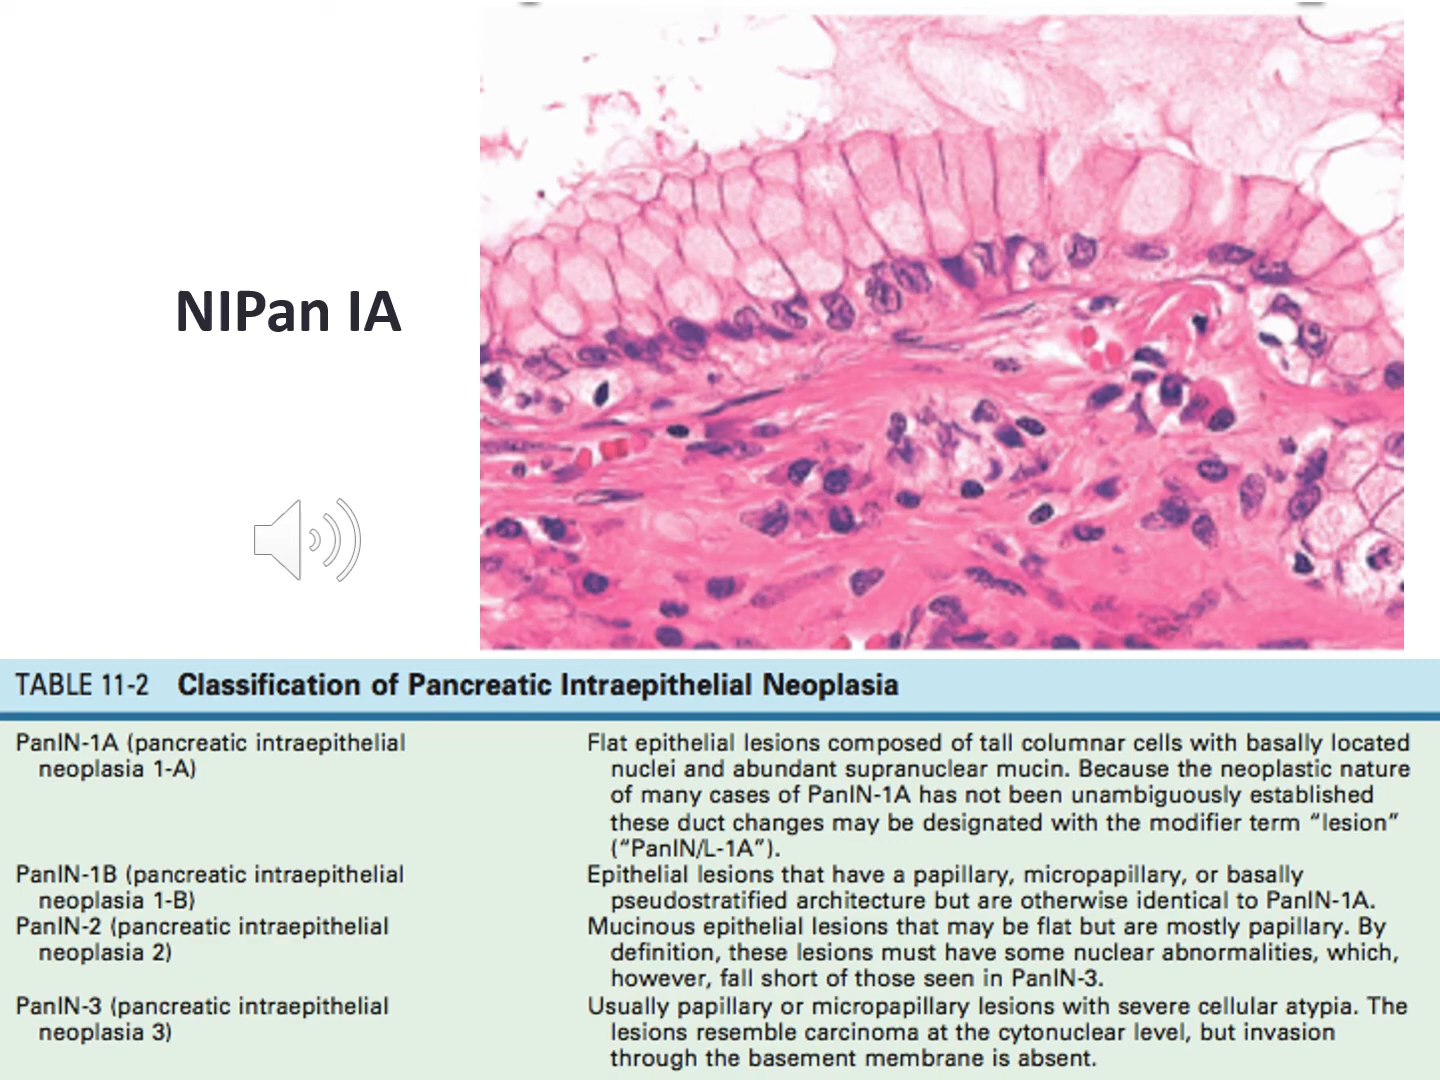 NIPan IA
TABLE 11-2 Classification of Pancreatic Intraepithelial Neoplasia
PanIN-1A (pancreatic intraepithelial
neoplasia 1-A)
Flat epithelial lesions composed of tall columnar cells with basally located
nuclei and abundant supranuclear mucin. Because the neoplastic nature
of many cases of PanIN-1A has not been unambiguously established
these duct changes may be designated with the modifier term “lesion”
(“PanIN/L-1A”).
PanIN-1B (pancreatic intraepithelial
neoplasia 1-B)
Epithelial lesions that have a papillary, micropapillary, or basally
pseudostratified architecture but are otherwise identical to PanIN-1A.
PanIN-2 (pancreatic intraepithelial
neoplasia 2)
Mucinous epithelial lesions that may be flat but are mostly papillary. By
definition, these lesions must have some nuclear abnormalities, which,
however, fall short of those seen in PanIN-3.
PanIN-3 (pancreatic intraepithelial
neoplasia 3)
Usually papillary or micropapillary lesions with severe cellular atypia. The
lesions resemble carcinoma at the cytonuclear level, but invasion
through the basement membrane is absent.